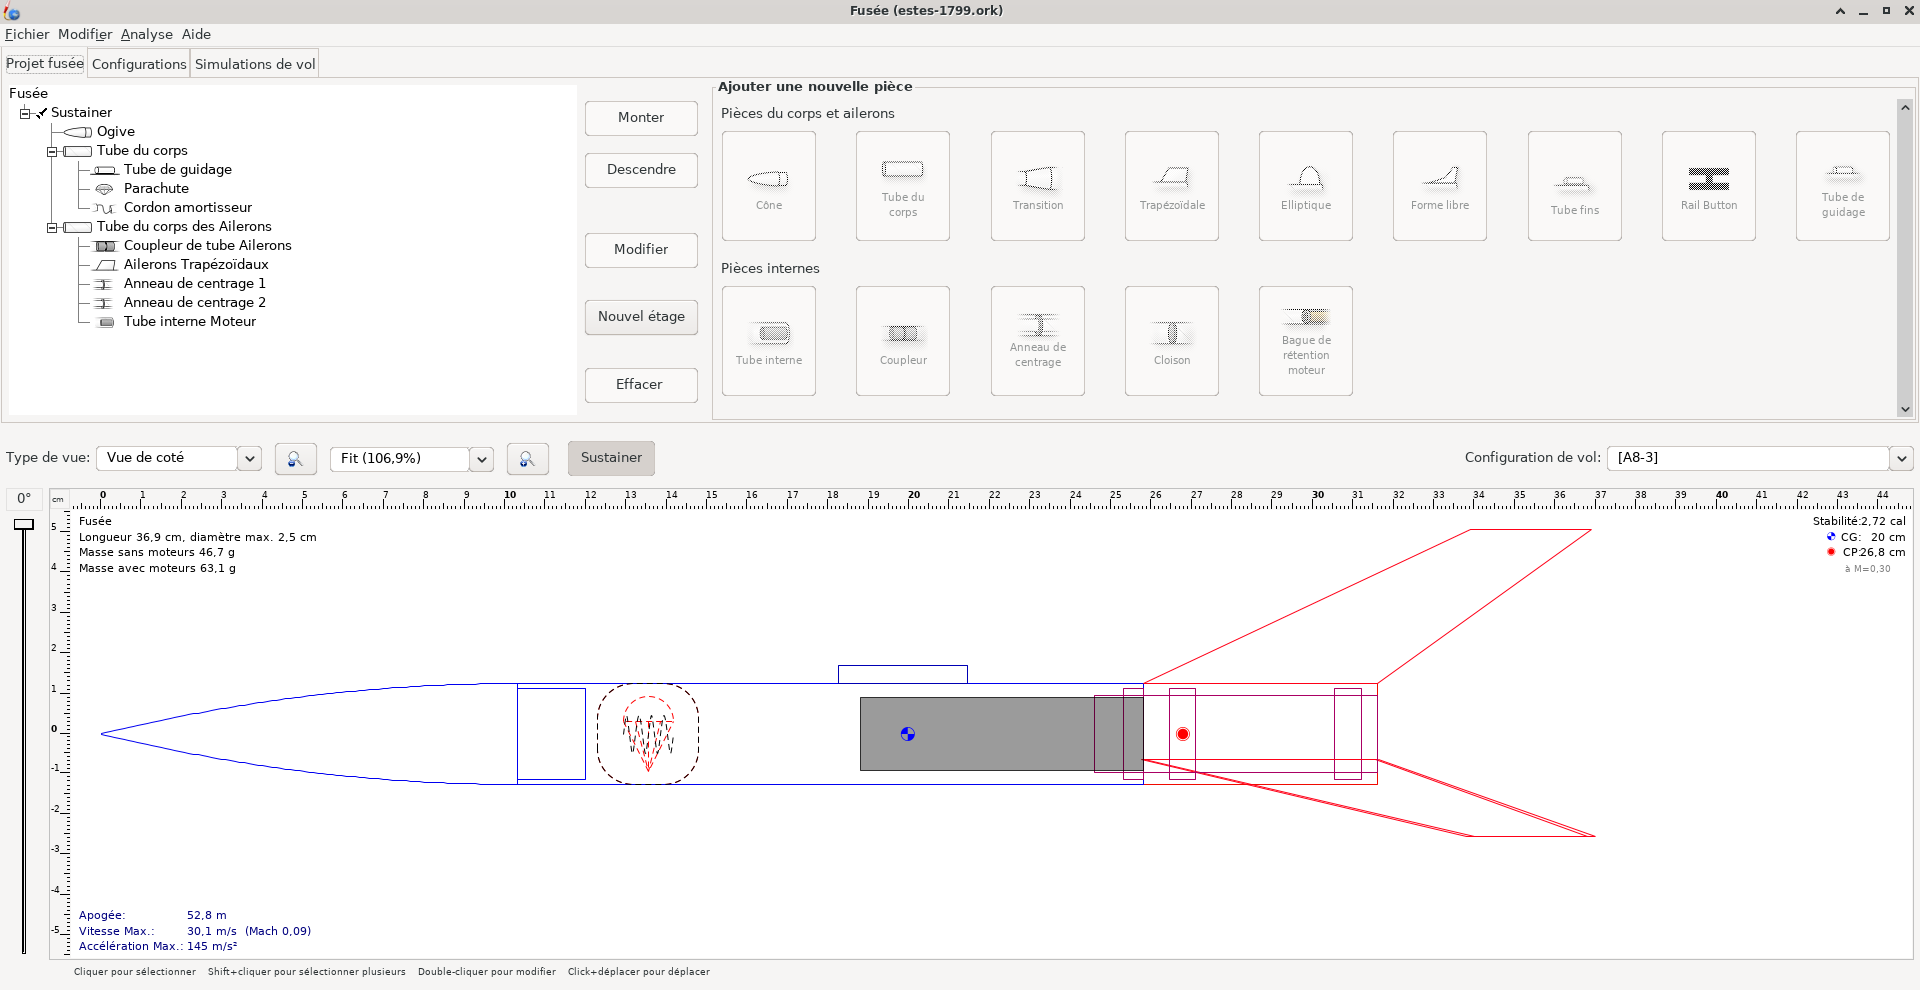 Fusée (estes-1799.ork)
Fichier Modifier Analyse Aide
Projet fusée Configurations Simulations de vol
Fusée
Sustainer
Ogive
Tube du corps
Tube de guidage
Parachute
Cordon amortisseur
Tube du corps des Ailerons
Coupleur de tube Ailerons
Ailerons Trapézoïdaux
Anneau de centrage 1
Anneau de centrage 2
Tube interne Moteur
Monter
Descendre
Modifier
Nouvel étage
Effacer
Ajouter une nouvelle pièce
Pièces du corps et ailerons
Cône
Tube du
corps
Transition
Trapézoïdale
Elliptique
Forme libre
Tube fins
Rail Button
Tube de
guidage
Pièces internes
Tube interne
Coupleur
Anneau de
centrage
Cloison
Bague de
rétention
moteur
Type de vue: Vue de coté Fit (106,9%) Sustainer Configuration de vol: [A8-3]
0°
cm 0 1 2 3 4 5 6 7 8 9 10 11 12 13 14 15 16 17 18 19 20 21 22 23 24 25 26 27 28 29 30 31 32 33 34 35 36 37 38 39 40 41 42 43 44
5
4
3
2
1
0
-1
-2
-3
-4
-5
Fusée
Longueur 36,9 cm, diamètre max. 2,5 cm
Masse sans moteurs 46,7 g
Masse avec moteurs 63,1 g
Stabilité:2,72 cal
CG: 20 cm
CP:26,8 cm
à M=0,30
Apogée: 52,8 m
Vitesse Max.: 30,1 m/s (Mach 0,09)
Accélération Max.: 145 m/s²
Cliquer pour sélectionner Shift+cliquer pour sélectionner plusieurs Double-cliquer pour modifier Click+déplacer pour déplacer